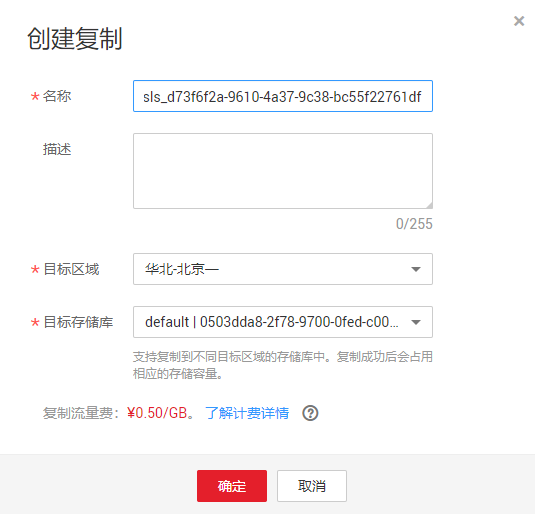 创建复制
* 名称 sls_d73f6f2a-9610-4a37-9c38-bc55f22761df
描述
0/255
* 目标区域 华北-北京一
* 目标存储库 default | 0503dda8-2f78-9700-0fed-c00...
支持复制到不同目标区域的存储库中。复制成功后会占用
相应的存储容量。
复制流量费：¥0.50/GB。 了解计费详情 ?
确定 取消